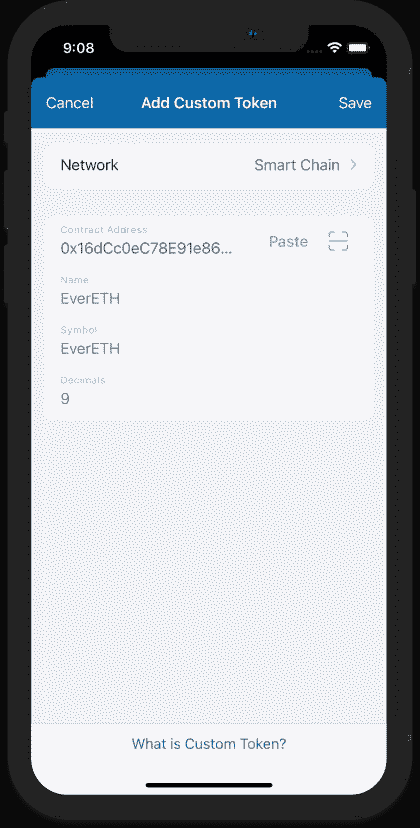 9:08
Cancel Add Custom Token Save
Network Smart Chain
Contract Address
0x16dCc0eC78E91e86... Paste
Name
EverETH
Symbol
EverETH
Decimals
9
What is Custom Token?